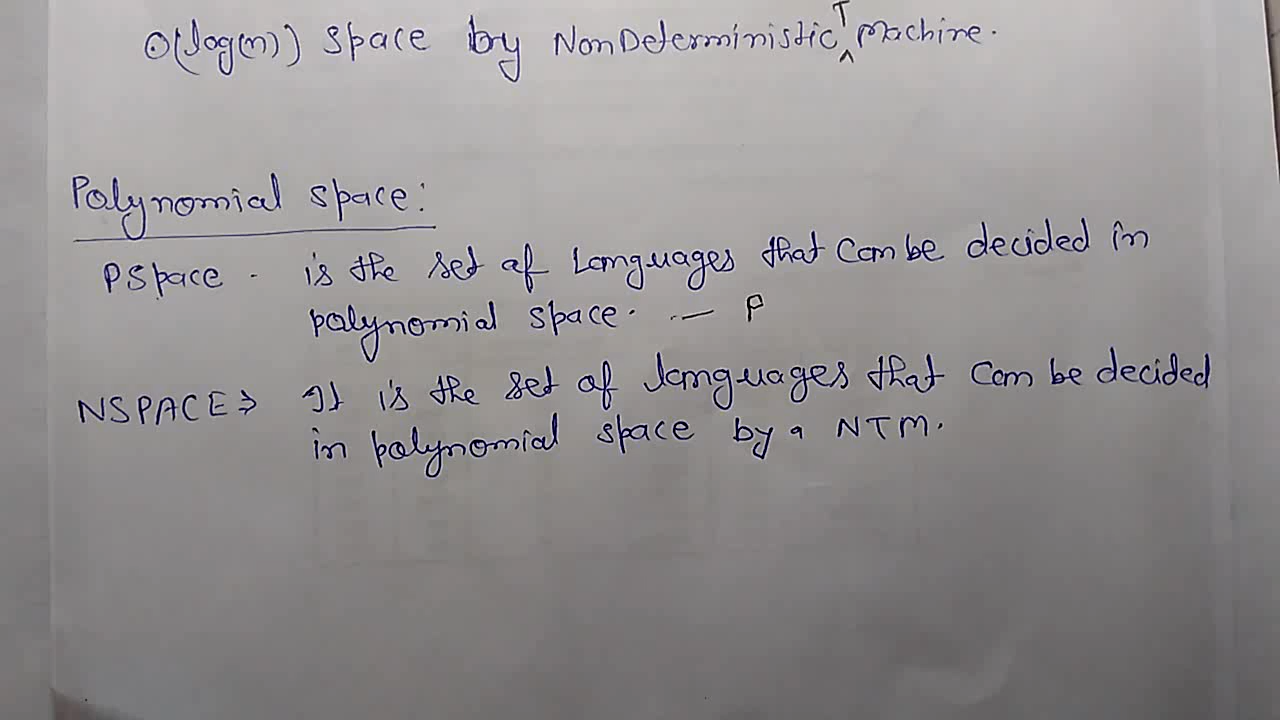 O(log(n)) space by NonDeterministic T Machine.
Polynomial space:
PSpace - is the set of Languages that can be decided in
polynomial space. — P
NSPACE ⇒ It is the set of languages that can be decided
in polynomial space by a NTM.